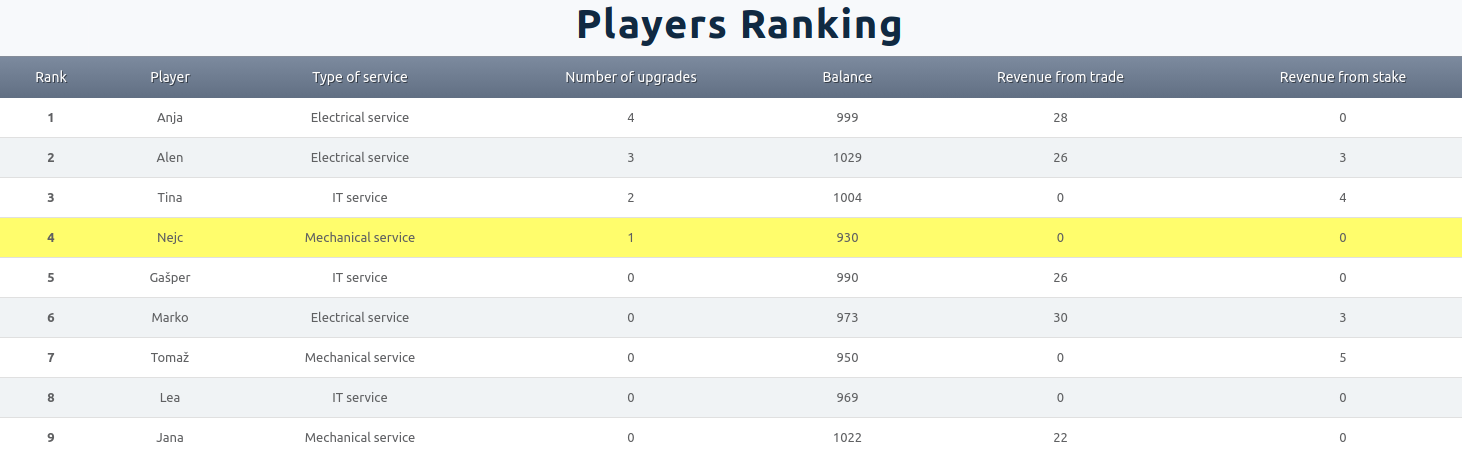 Players Ranking
Rank Player Type of service Number of upgrades Balance Revenue from trade Revenue from stake
1 Anja Electrical service 4 999 28 0
2 Alen Electrical service 3 1029 26 3
3 Tina IT service 2 1004 0 4
4 Nejc Mechanical service 1 930 0 0
5 Gašper IT service 0 990 26 0
6 Marko Electrical service 0 973 30 3
7 Tomaž Mechanical service 0 950 0 5
8 Lea IT service 0 969 0 0
9 Jana Mechanical service 0 1022 22 0